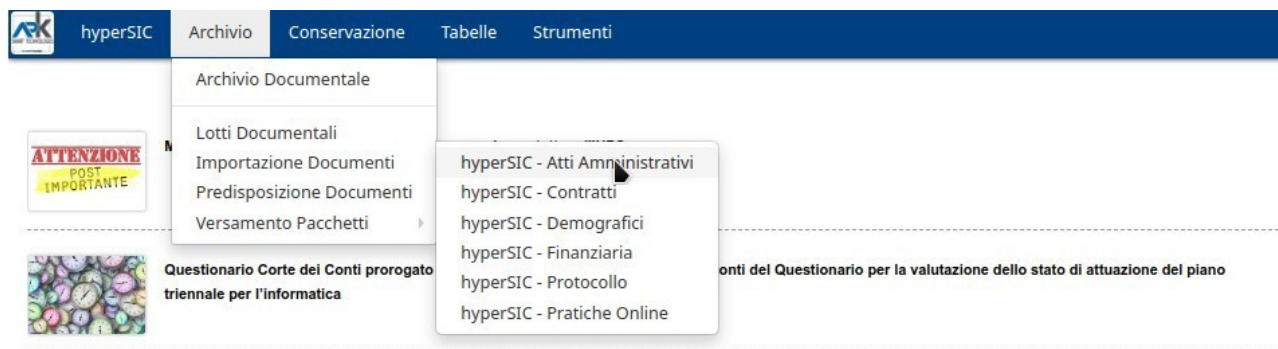 hyperSIC Archivio Conservazione Tabelle Strumenti
Archivio Documentale
Lotti Documentali
Importazione Documenti
Predisposizione Documenti
Versamento Pacchetti
hyperSIC - Atti Amministrativi
hyperSIC - Contratti
hyperSIC - Demografici
hyperSIC - Finanziaria
hyperSIC - Protocollo
hyperSIC - Pratiche Online
ATTENZIONE
POST
IMPORTANTE
Questionario Corte dei Conti prorogato onti del Questionario per la valutazione dello stato di attuazione del piano
triennale per l'informatica